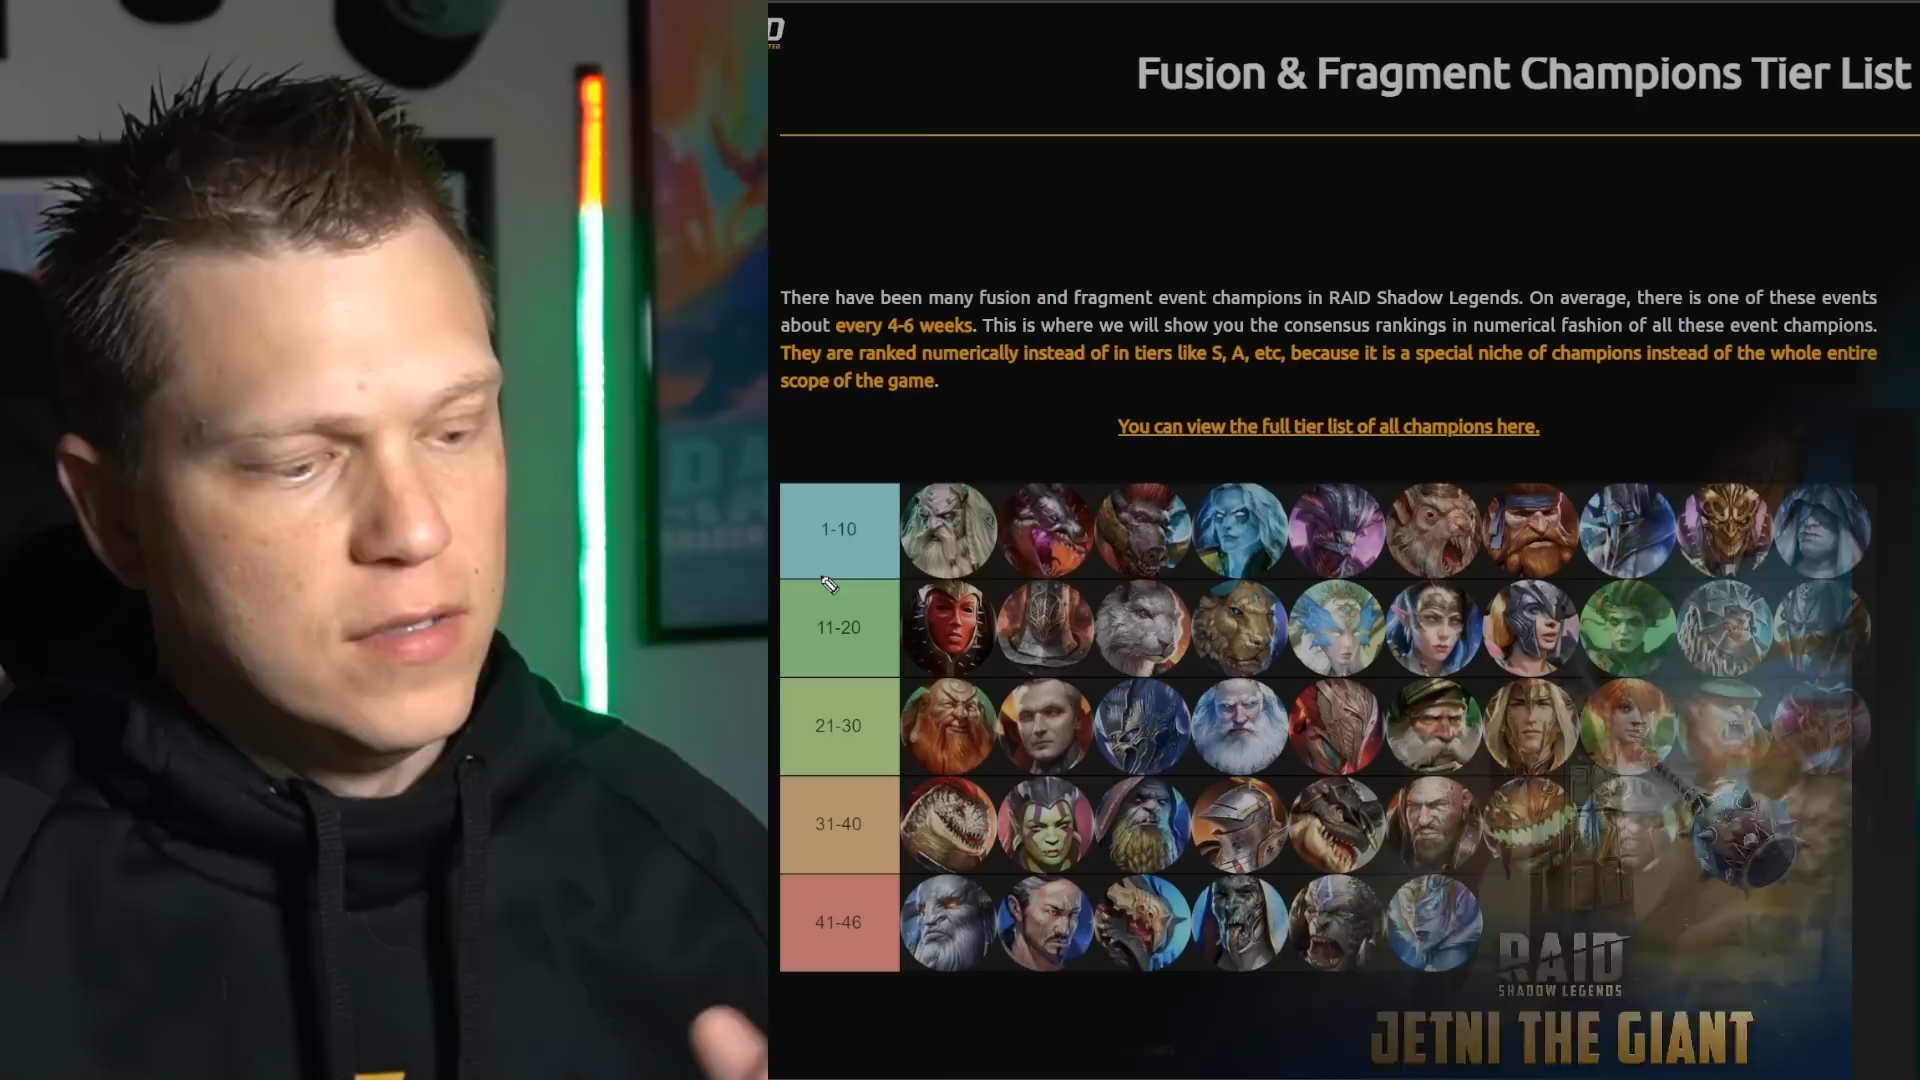 Fusion & Fragment Champions Tier List
There have been many fusion and fragment event champions in RAID Shadow Legends. On average, there is one of these events
about every 4-6 weeks. This is where we will show you the consensus rankings in numerical fashion of all these event champions.
They are ranked numerically instead of in tiers like S, A, etc, because it is a special niche of champions instead of the whole entire
scope of the game.
You can view the full tier list of all champions here.
1-10
11-20
21-30
31-40
41-46
RAID
SHADOW LEGENDS
JETNI THE GIANT